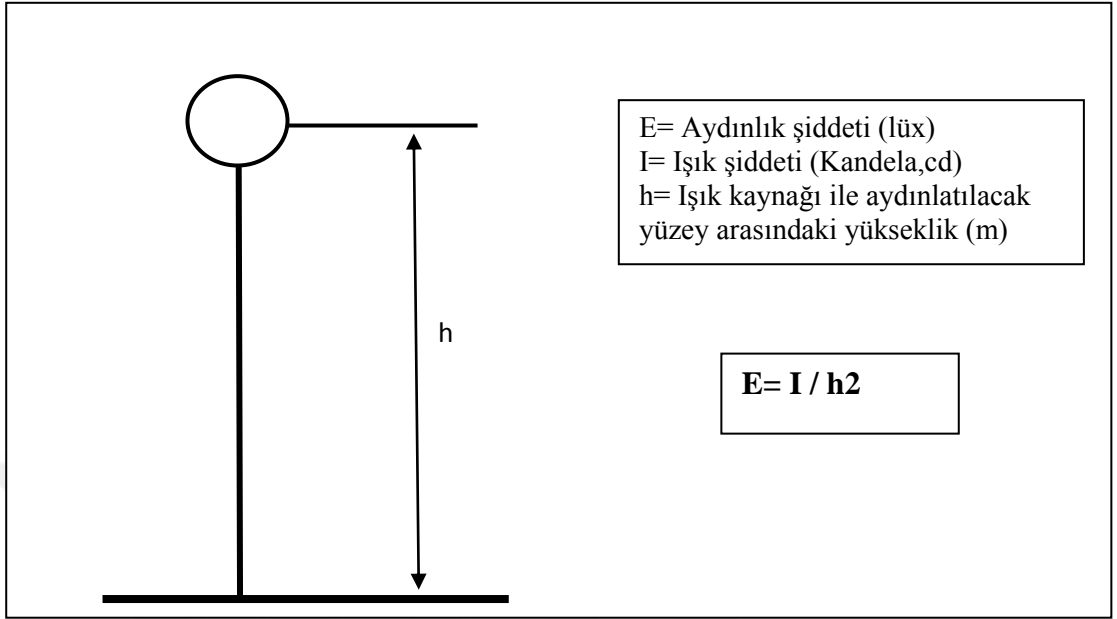 E= Aydınlık şiddeti (lüx)
I= Işık şiddeti (Kandela,cd)
h= Işık kaynağı ile aydınlatılacak
yüzey arasındaki yükseklik (m)
h
E= I / h2